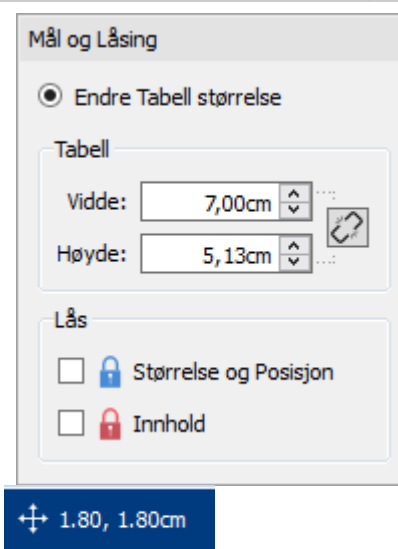 Mål og Låsing
Endre Tabell størrelse
Tabell
Vidde: 7,00cm
Høyde: 5,13cm
Lås
Størrelse og Posisjon
Innhold
1.80, 1.80cm